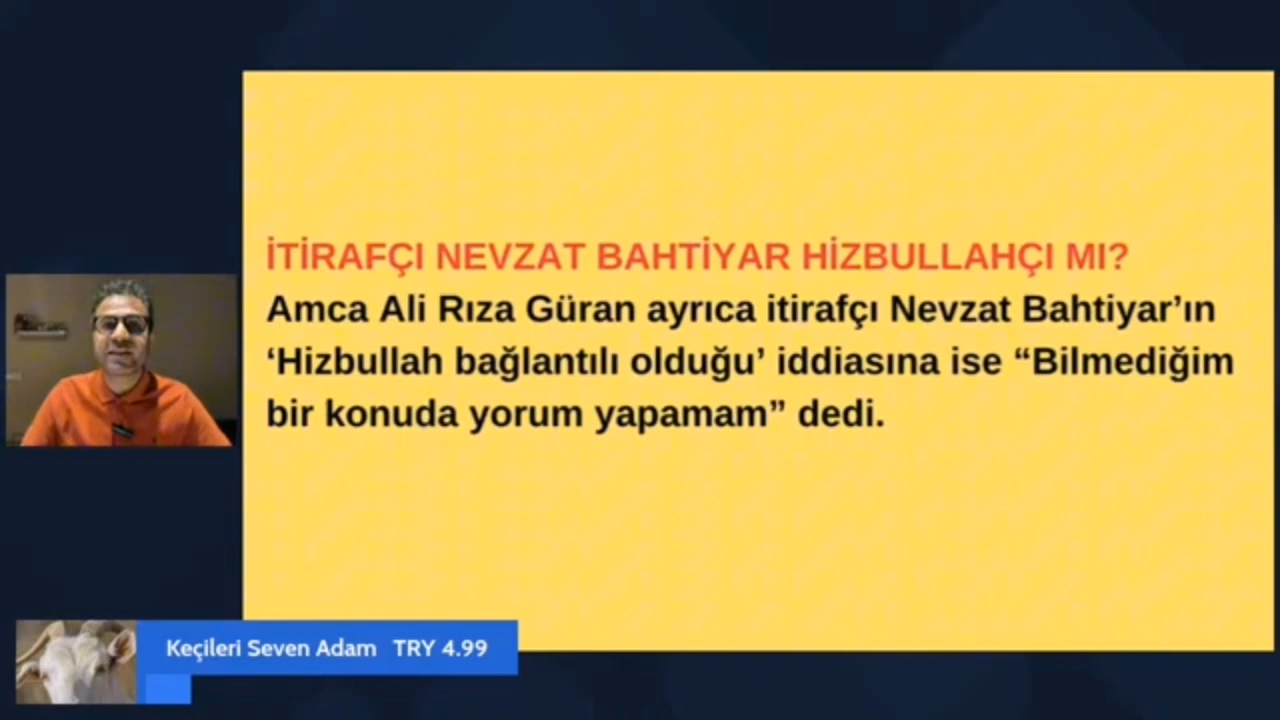 İTİRAFÇI NEVZAT BAHTİYAR HİZBULLAHÇI MI?
Amca Ali Rıza Güran ayrıca itirafçı Nevzat Bahtiyar’ın
‘Hizbullah bağlantılı olduğu’ iddiasına ise “Bilmediğim
bir konuda yorum yapamam” dedi.
Keçileri Seven Adam TRY 4.99